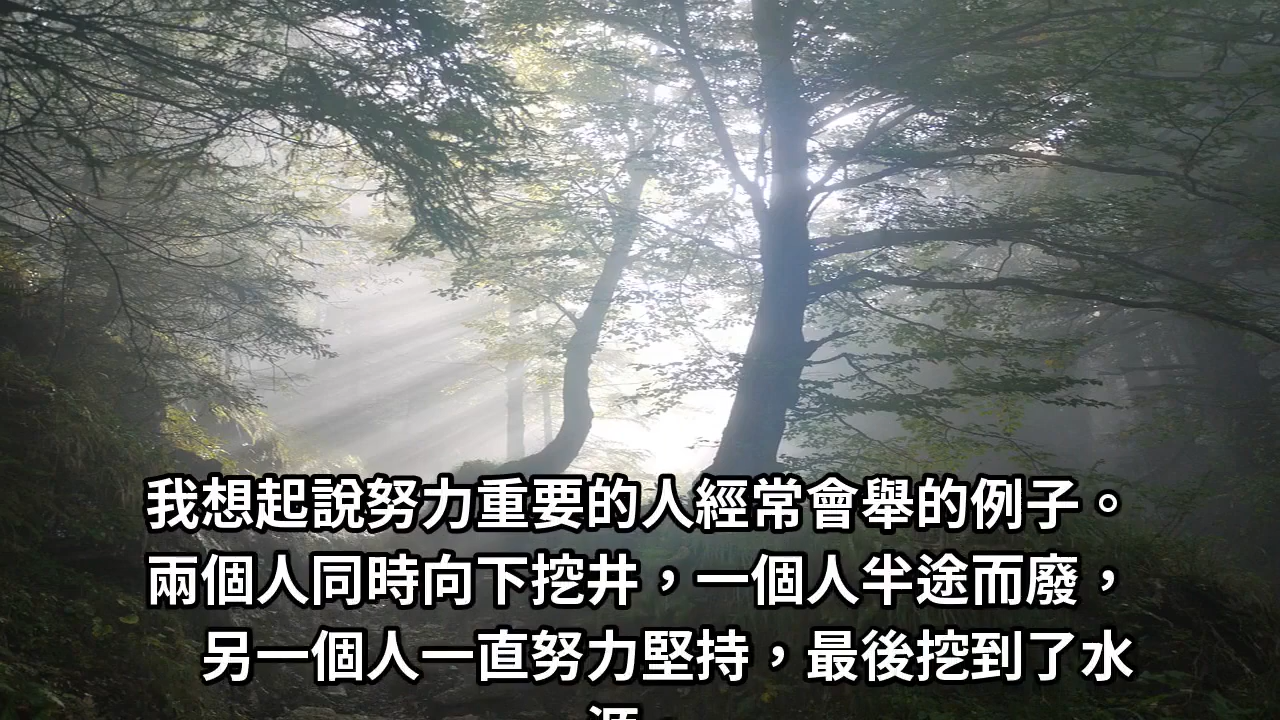 我想起說努力重要的人經常會舉的例子。
兩個人同時向下挖井，一個人半途而廢，
另一個人一直努力堅持，最後挖到了水
源。